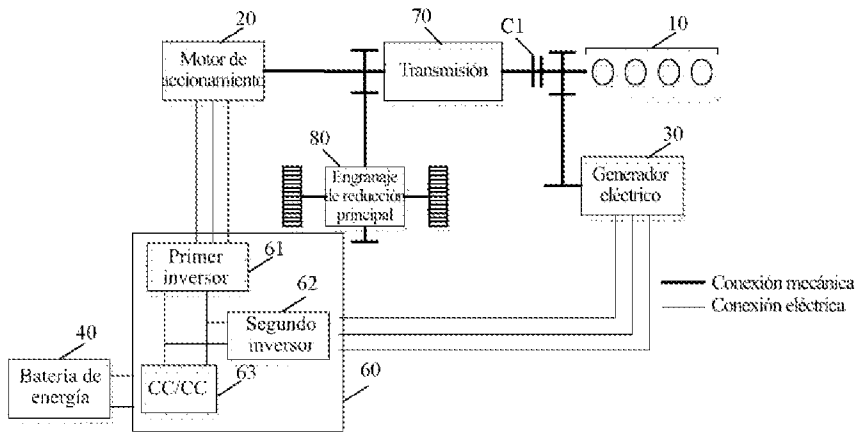 20
70
C1
10
Motor de
accionamiento
Transmisión
80
30
Engranaje
de reducción
principal
Generador
eléctrico
61
Primer
inversor
62
Segundo
inversor
Conexión mecánica
Conexión eléctrica
40
Bateria de
energía
CC/CC
63
60